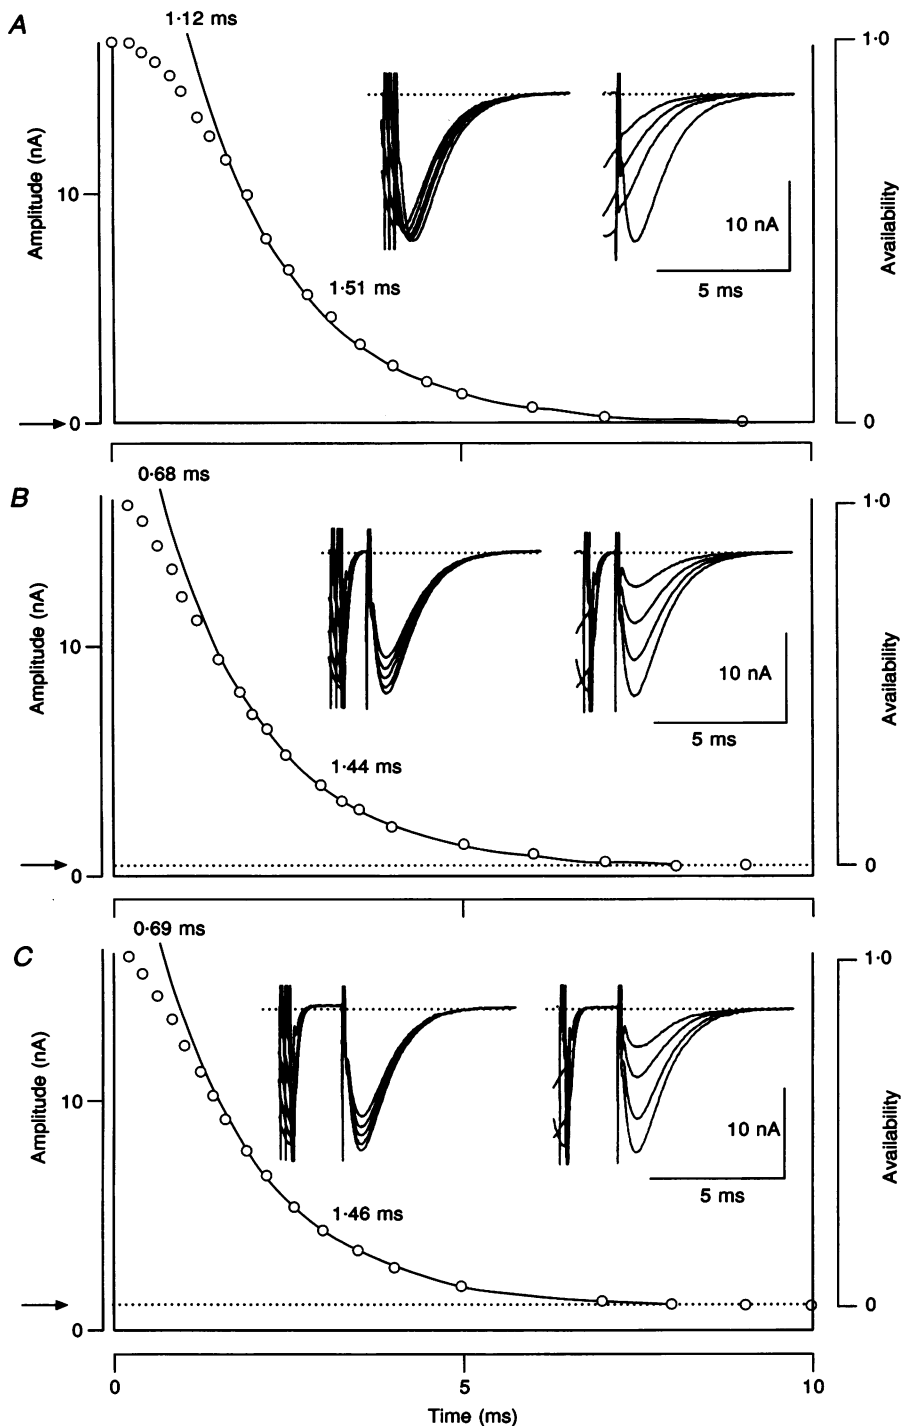 A
1·12 ms
1·0
Amplitude (nA)
10
10 nA
5 ms
1·51 ms
Availability
0
0
B
0·68 ms
1·0
Amplitude (nA)
10
10 nA
5 ms
1·44 ms
Availability
0
0
C
0·69 ms
1·0
Amplitude (nA)
10
10 nA
5 ms
1·46 ms
Availability
0
0
0
5
10
Time (ms)